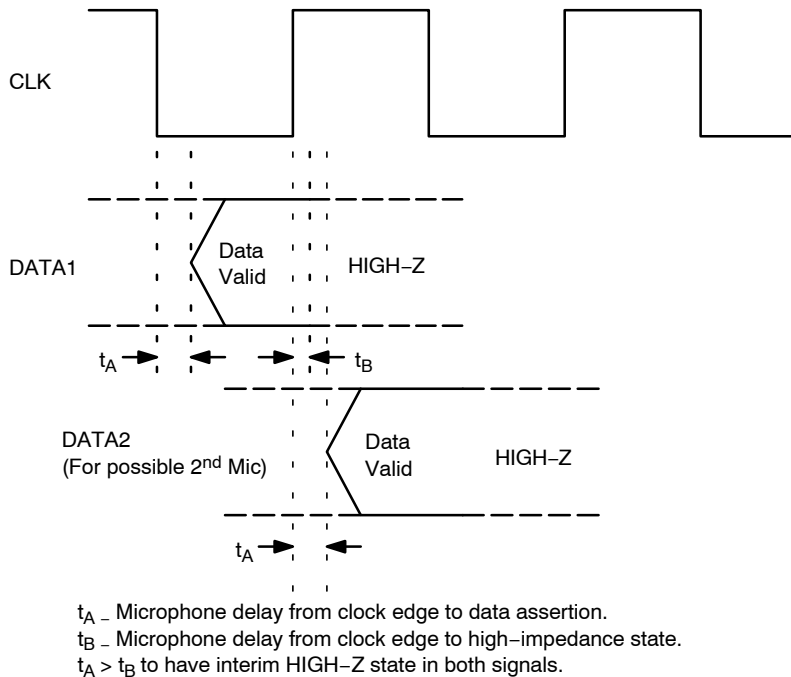 CLK
DATA1
Data
Valid
HIGH−Z
tA
tB
DATA2
(For possible 2nd Mic)
Data
Valid
HIGH−Z
tA
tA – Microphone delay from clock edge to data assertion.
tB – Microphone delay from clock edge to high−impedance state.
tA > tB to have interim HIGH−Z state in both signals.